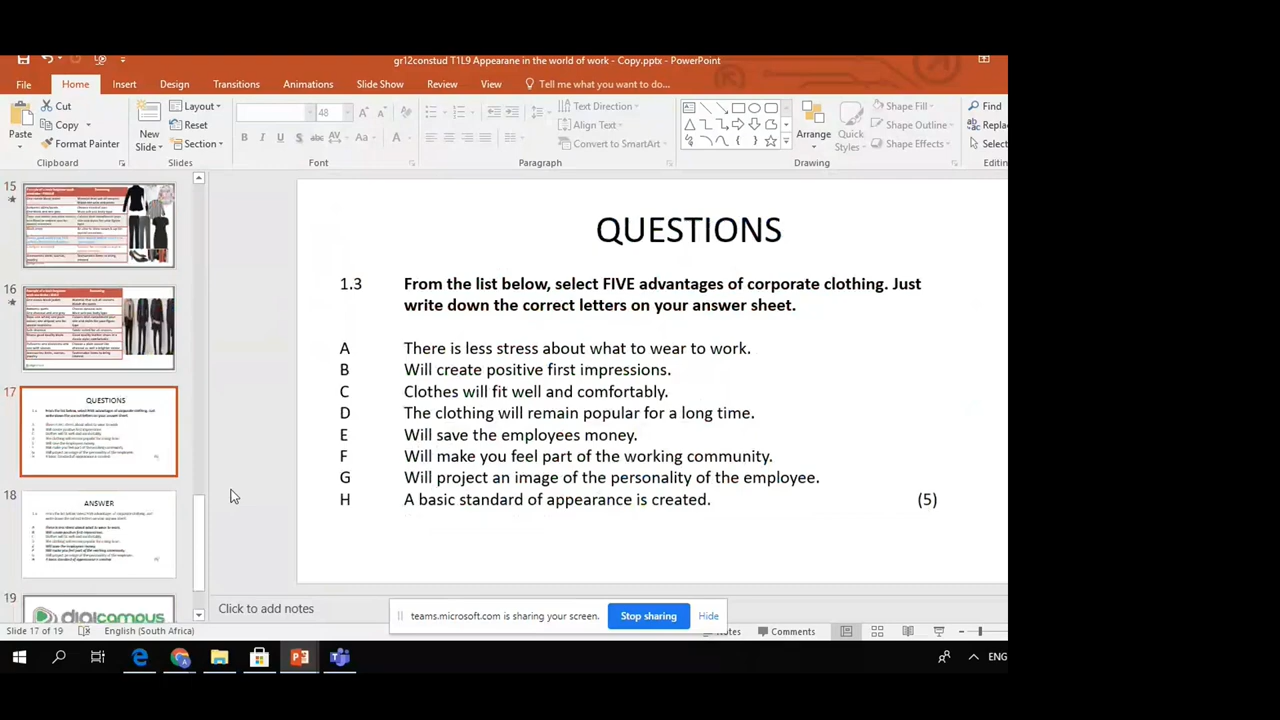 gr12constud T1L9 Appearane in the world of work - Copy.pptx - PowerPoint
File Home Insert Design Transitions Animations Slide Show Review View Tell me what you want to do...
Paste
Cut
Copy
Format Painter
Clipboard
New Slide
Layout
Reset
Section
Slides
48
Font
Text Direction
Align Text
Convert to SmartArt
Paragraph
Arrange
Quick Styles
Shape Fill
Shape Outline
Shape Effects
Drawing
Find
Replac
Select
Editin
15
16
17
QUESTIONS
18
ANSWER
19
digicampus
QUESTIONS
1.3 From the list below, select FIVE advantages of corporate clothing. Just
write down the correct letters on your answer sheet.
A There is less stress about what to wear to work.
B Will create positive first impressions.
C Clothes will fit well and comfortably.
D The clothing will remain popular for a long time.
E Will save the employees money.
F Will make you feel part of the working community.
G Will project an image of the personality of the employee.
H A basic standard of appearance is created. (5)
Click to add notes
teams.microsoft.com is sharing your screen. Stop sharing Hide
Slide 17 of 19 English (South Africa) Comments
ENG